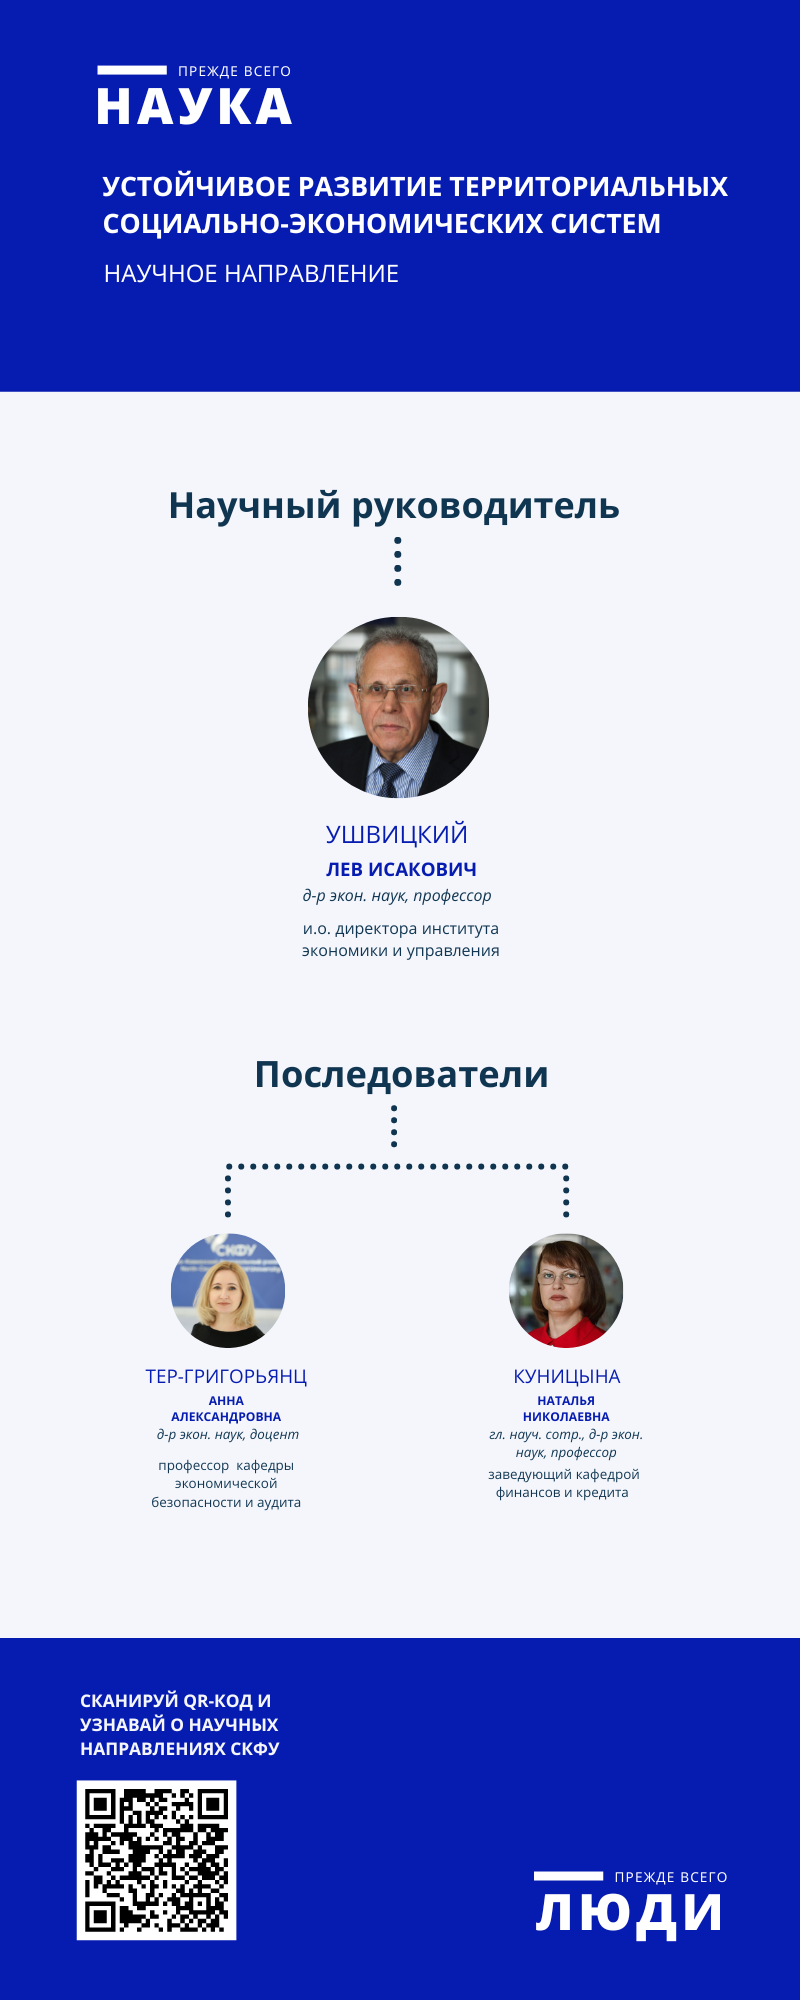 ПРЕЖДЕ ВСЕГО
НАУКА
УСТОЙЧИВОЕ РАЗВИТИЕ ТЕРРИТОРИАЛЬНЫХ
СОЦИАЛЬНО-ЭКОНОМИЧЕСКИХ СИСТЕМ
НАУЧНОЕ НАПРАВЛЕНИЕ
Научный руководитель
УШВИЦКИЙ
ЛЕВ ИСАКОВИЧ
д-р экон. наук, профессор
и.о. директора института
экономики и управления
Последователи
СКФУ
ТЕР-ГРИГОРЬЯНЦ
АННА
АЛЕКСАНДРОВНА
д-р экон. наук, доцент
профессор кафедры
экономической
безопасности и аудита
КУНИЦЫНА
НАТАЛЬЯ
НИКОЛАЕВНА
гл. науч. сотр., д-р экон.
наук, профессор
заведующий кафедрой
финансов и кредита
СКАНИРУЙ QR-КОД И
УЗНАВАЙ О НАУЧНЫХ
НАПРАВЛЕНИЯХ СКФУ
ПРЕЖДЕ ВСЕГО
ЛЮДИ